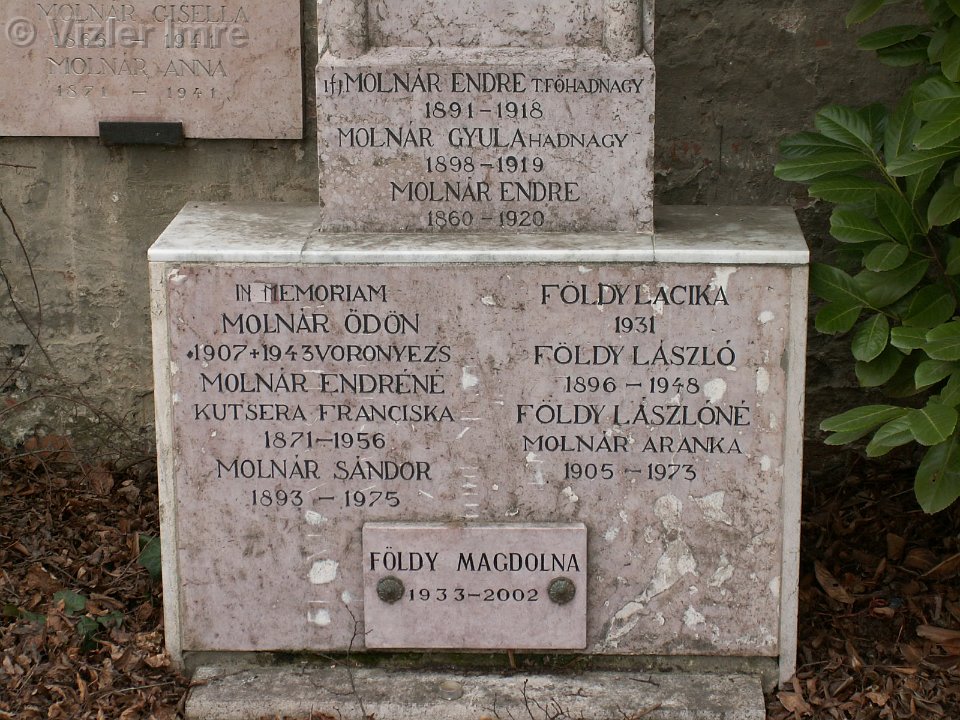 © Vizler Imre
MOLNÁR GISELLA
MOLNÁR ANNA
1871 - 1941
ifj. MOLNÁR ENDRE T. FŐHADNAGY
1891-1918
MOLNÁR GYULA HADNAGY
1898-1919
MOLNÁR ENDRE
1860-1920
IN MEMORIAM
MOLNÁR ÖDÖN
*1907+1943 VORONYEZS
MOLNÁR ENDRÉNÉ
KUTSERA FRANCISKA
1871-1956
MOLNÁR SÁNDOR
1893 - 1975
FÖLDY LACIKA
1931
FÖLDY LÁSZLÓ
1896 - 1948
FÖLDY LÁSZLÓNÉ
MOLNÁR ARANKA
1905 - 1973
FÖLDY MAGDOLNA
1933-2002